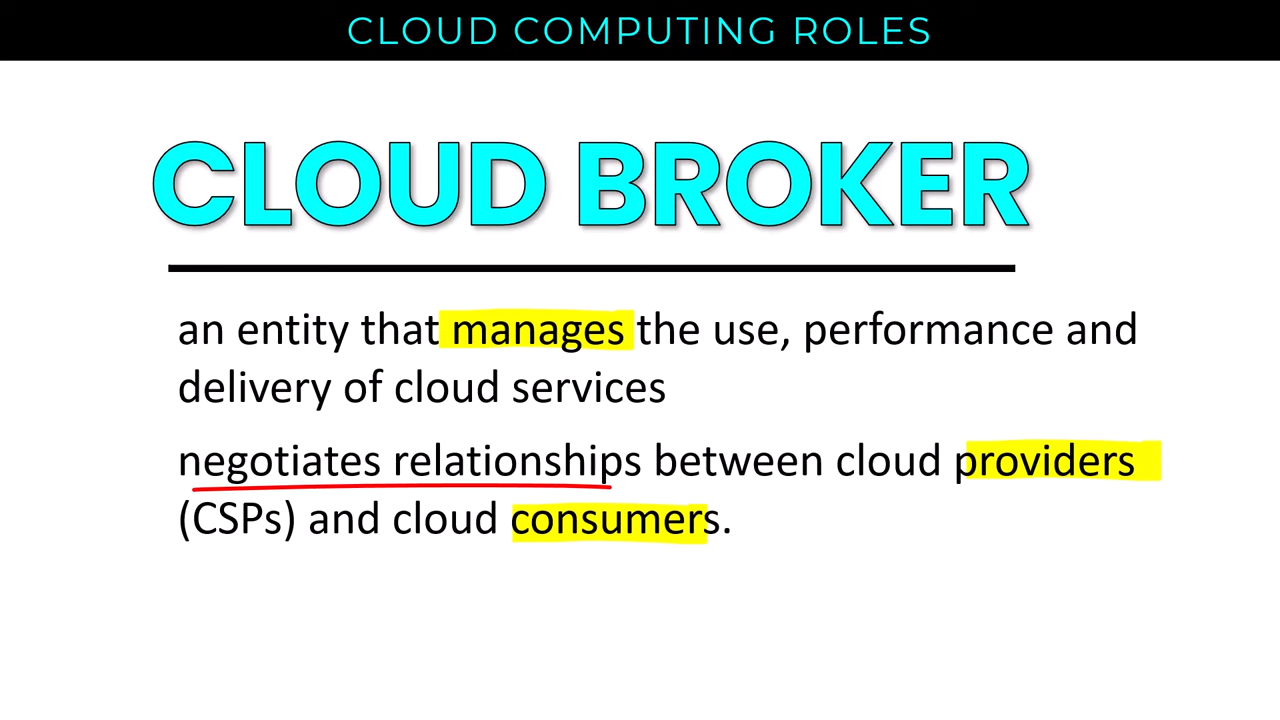 CLOUD COMPUTING ROLES
CLOUD BROKER
an entity that manages the use, performance and
delivery of cloud services
negotiates relationships between cloud providers
(CSPs) and cloud consumers.